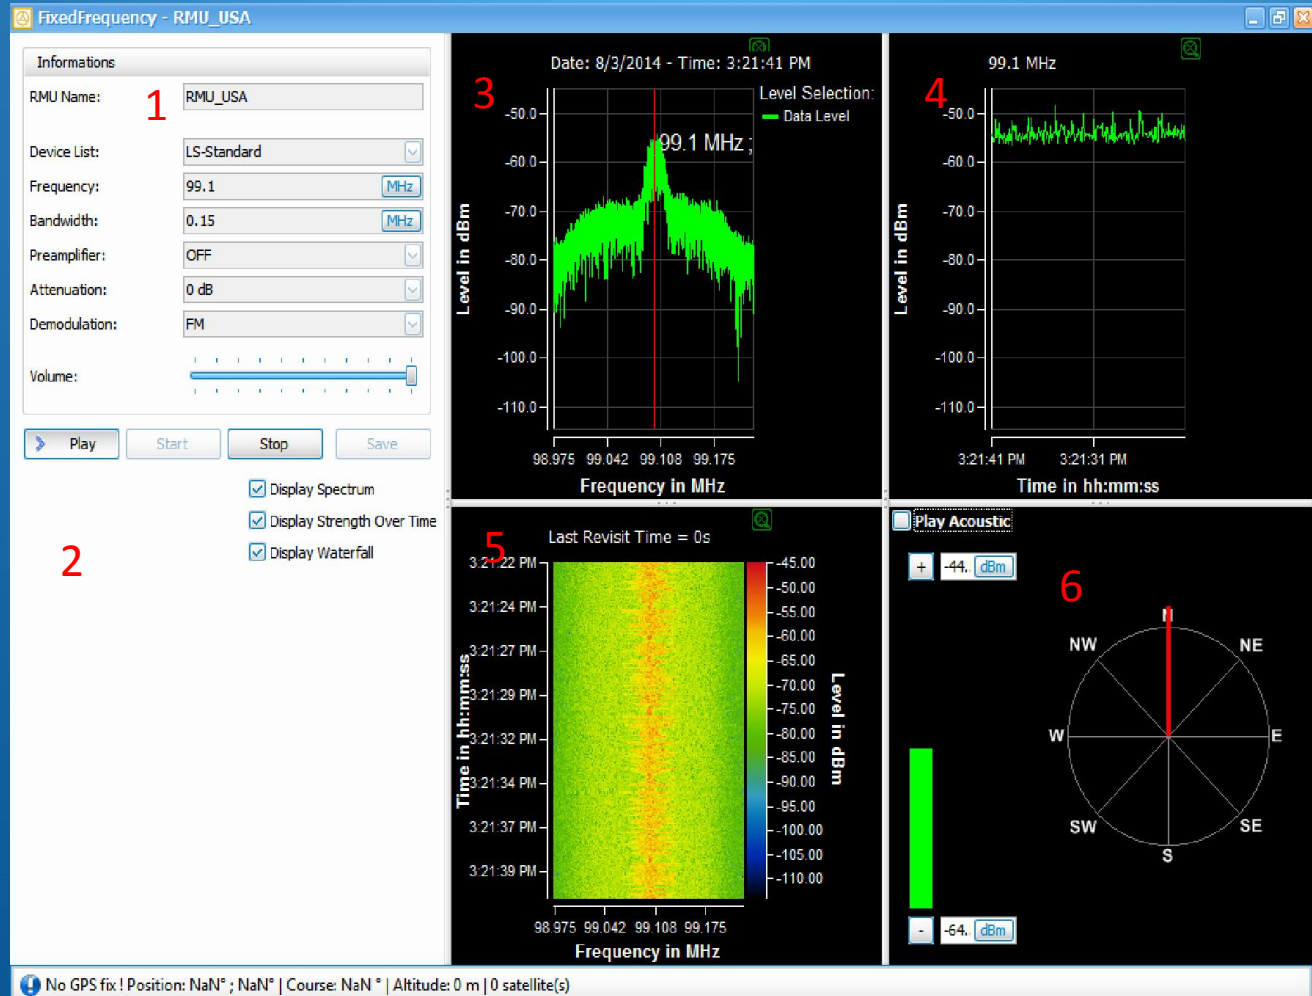 FixedFrequency - RMU_USA
Informations
1
RMU Name: RMU_USA
Device List: LS-Standard
Frequency: 99.1 MHz
Bandwidth: 0.15 MHz
Preamplifier: OFF
Attenuation: 0 dB
Demodulation: FM
Volume:
Play Start Stop Save
Display Spectrum
Display Strength Over Time
Display Waterfall
2
3
Date: 8/3/2014 - Time: 3:21:41 PM
Level Selection:
Data Level
99.1 MHz ;
Level in dBm
-50.0
-60.0
-70.0
-80.0
-90.0
-100.0
-110.0
98.975 99.042 99.108 99.175
Frequency in MHz
4
99.1 MHz
Level in dBm
-50.0
-60.0
-70.0
-80.0
-90.0
-100.0
-110.0
3:21:41 PM 3:21:31 PM
Time in hh:mm:ss
5
Last Revisit Time = 0s
Time in hh:mm:ss
3:21:22 PM
3:21:24 PM
3:21:27 PM
3:21:29 PM
3:21:32 PM
3:21:34 PM
3:21:37 PM
3:21:39 PM
-45.00
-50.00
-55.00
-60.00
-65.00
-70.00
-75.00
-80.00
-85.00
-90.00
-95.00
-100.00
-105.00
-110.00
Level in dBm
98.975 99.042 99.108 99.175
Frequency in MHz
Play Acoustic
+ -44. dBm
6
N
NW NE
W E
SW SE
S
- -64. dBm
No GPS fix ! Position: NaN° ; NaN° | Course: NaN ° | Altitude: 0 m | 0 satellite(s)